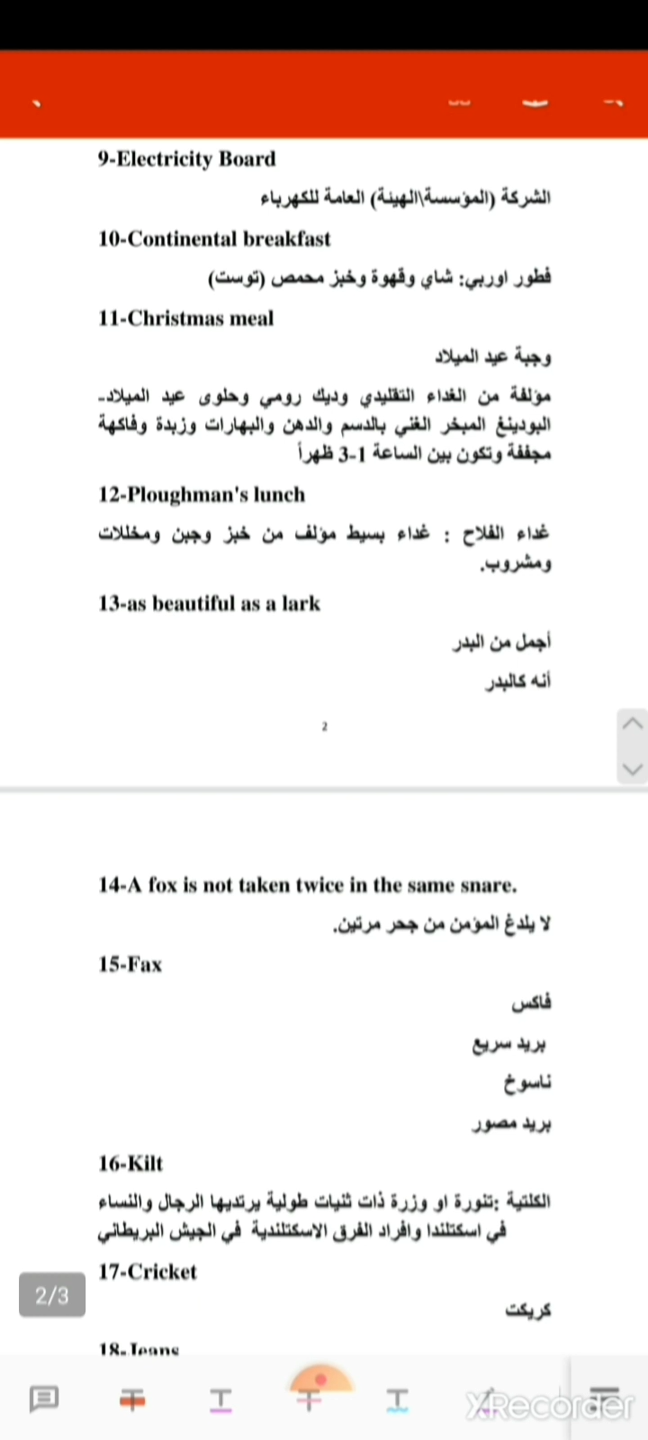 9-Electricity Board
الشركة (المؤسسة\الهيئة) العامة للكهرباء
10-Continental breakfast
فطور اوربي: شاي وقهوة وخبز محمص (توست)
11-Christmas meal
وجبة عيد الميلاد
مؤلفة من الغداء التقليدي وديك رومي وحلوى عيد الميلاد-
البودينغ المبخر الغني بالدسم والدهن والبهارات وزبدة وفاكهة
مجففة وتكون بين الساعة 1-3 ظهراً
12-Ploughman's lunch
غداء الفلاح : غداء بسيط مؤلف من خبز وجبن ومخللات
ومشروب.
13-as beautiful as a lark
أجمل من البدر
أنه كالبدر
2
14-A fox is not taken twice in the same snare.
لا يلدغ المؤمن من جحر مرتين.
15-Fax
فاكس
بريد سريع
ناسوخ
بريد مصور
16-Kilt
الكلتية :تنورة او وزرة ذات ثنيات طولية يرتديها الرجال والنساء
في اسكتلندا وافراد الفرق الاسكتلندية في الجيش البريطاني
17-Cricket
2/3
كريكت
18-Jeans
XRecorder